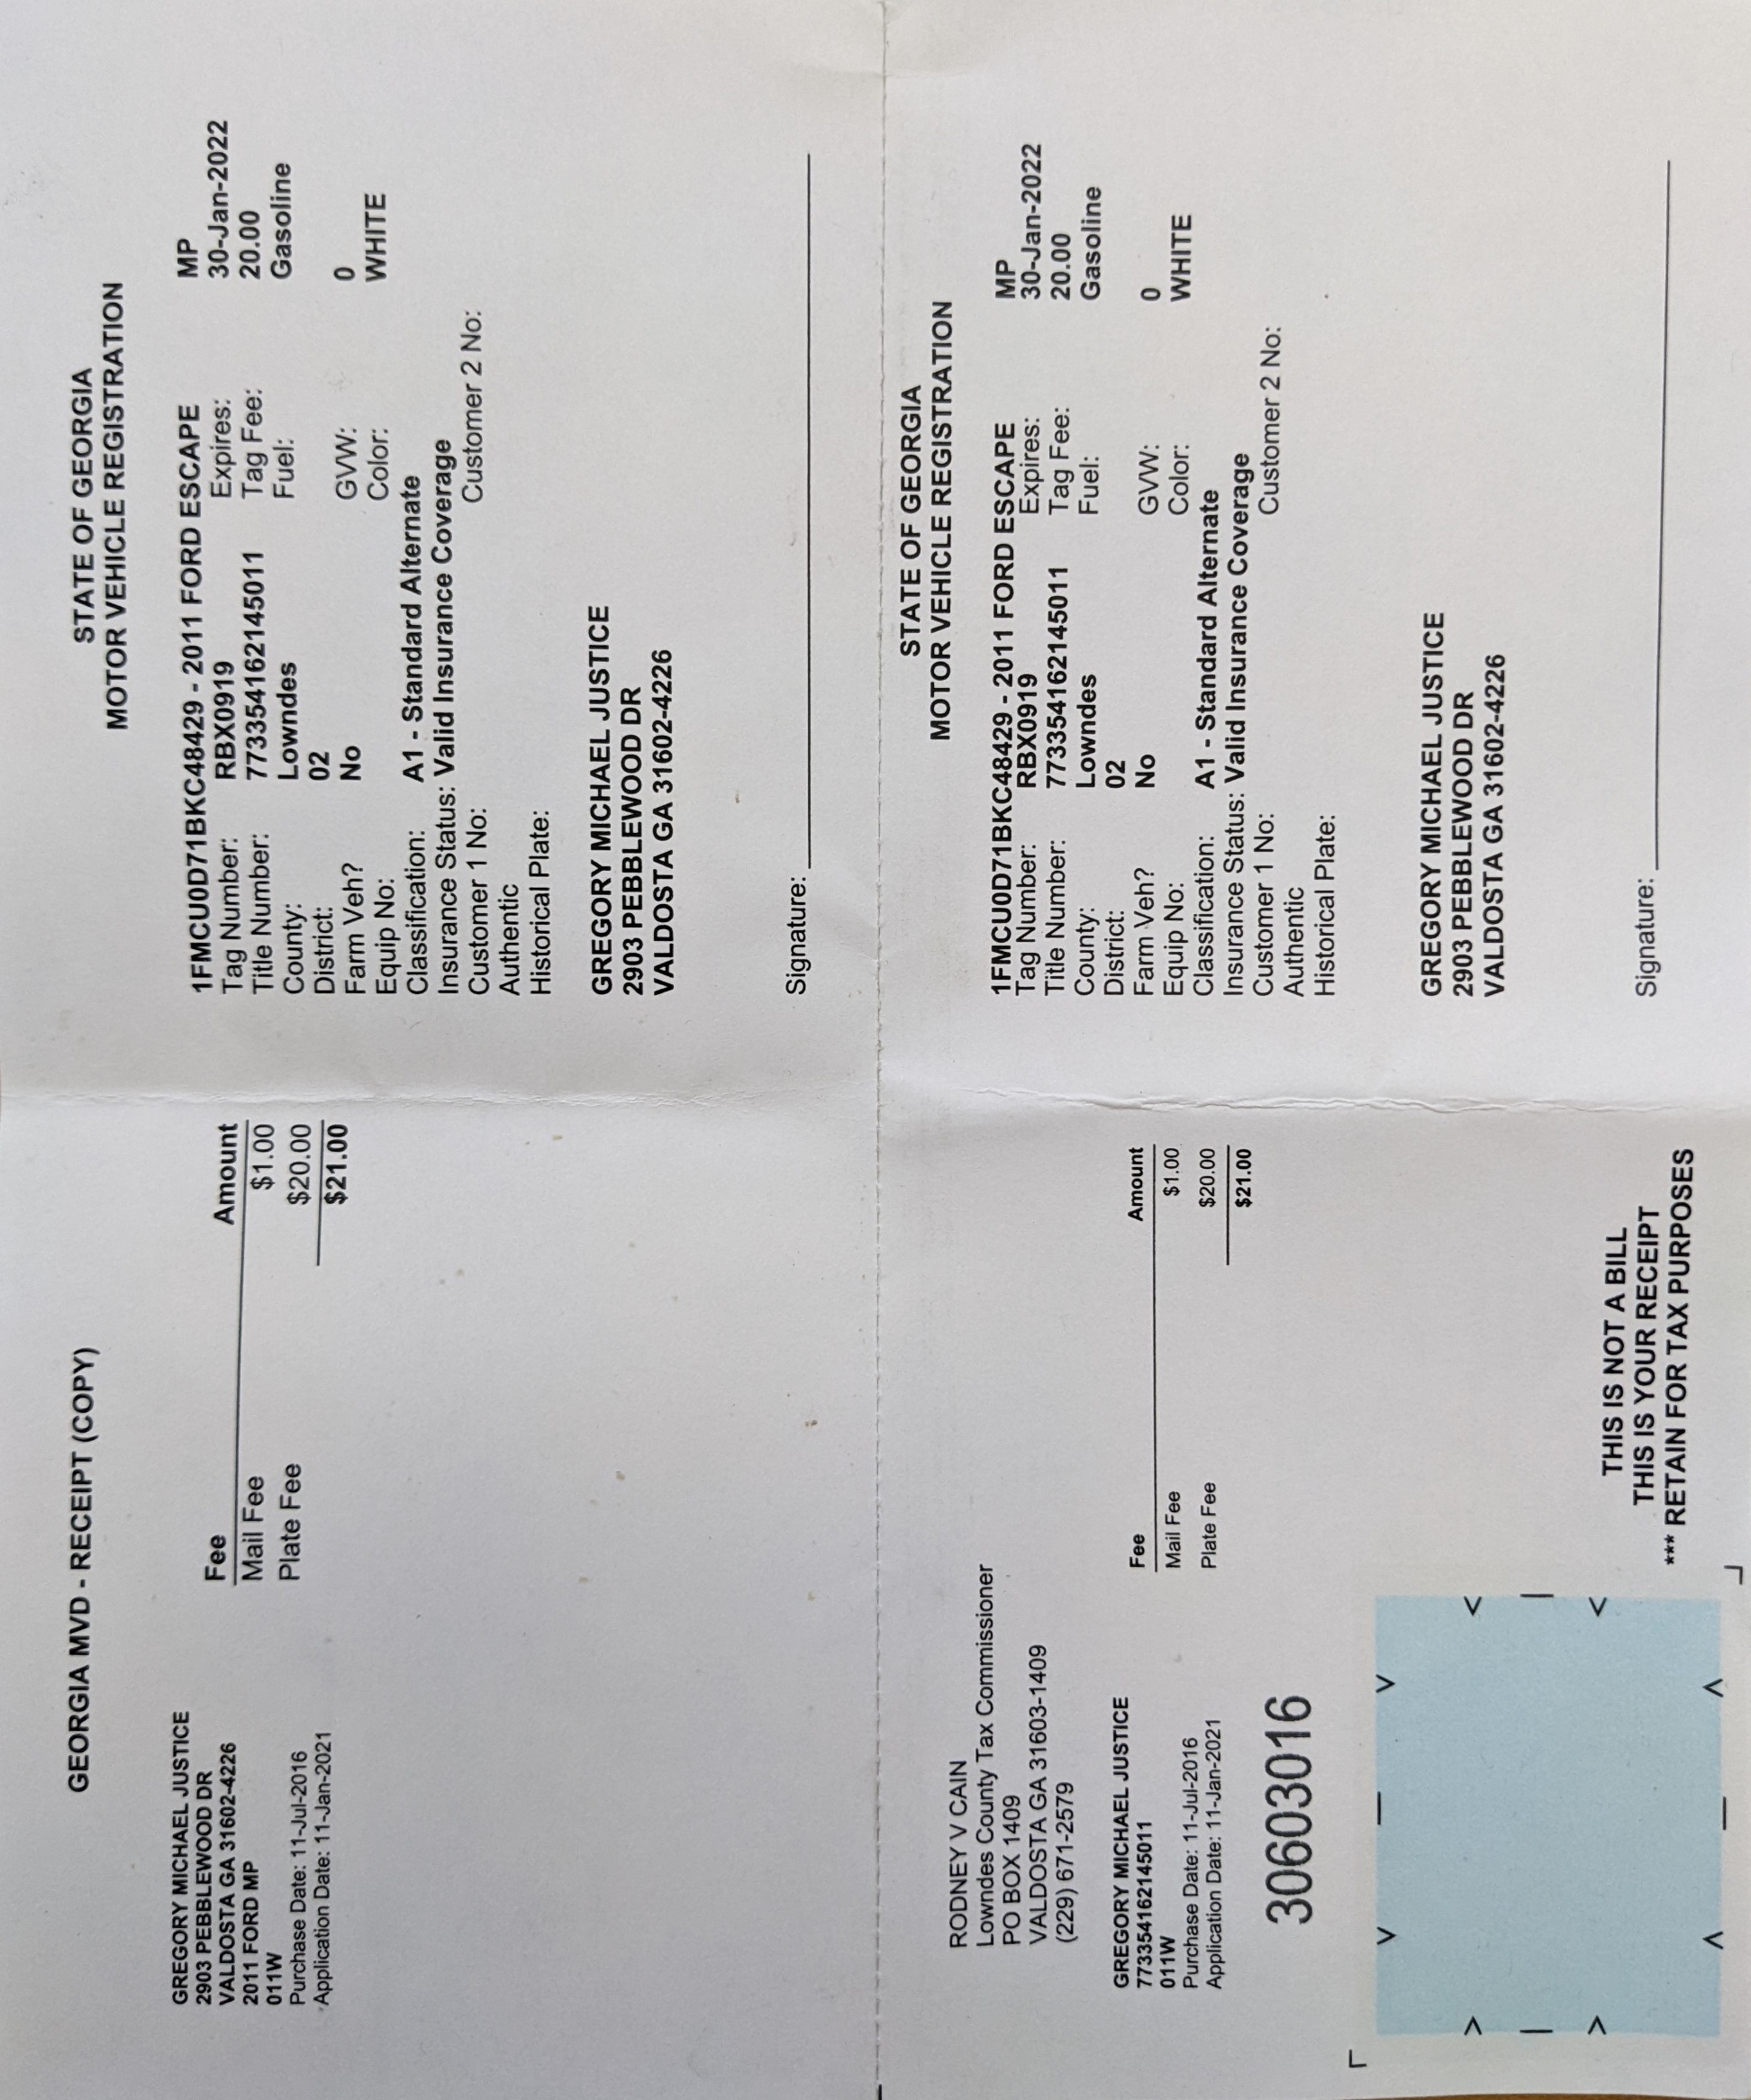 GEORGIA MVD - RECEIPT (COPY)
GREGORY MICHAEL JUSTICE
2903 PEBBLEWOOD DR
VALDOSTA GA 31602-4226
2011 FORD MP
011W
Purchase Date: 11-Jul-2016
Application Date: 11-Jan-2021
Fee Amount
Mail Fee $1.00
Plate Fee $20.00
$21.00
STATE OF GEORGIA
MOTOR VEHICLE REGISTRATION
1FMCU0D71BKC48429 - 2011 FORD ESCAPE MP
Tag Number: RBX0919 Expires: 30-Jan-2022
Title Number: 773354162145011 Tag Fee: 20.00
County: Lowndes Fuel: Gasoline
District: 02
Farm Veh? No GVW: 0
Equip No: Color: WHITE
Classification: A1 - Standard Alternate
Insurance Status: Valid Insurance Coverage
Customer 1 No: Customer 2 No:
Authentic
Historical Plate:
GREGORY MICHAEL JUSTICE
2903 PEBBLEWOOD DR
VALDOSTA GA 31602-4226
Signature:
RODNEY V CAIN
Lowndes County Tax Commissioner
PO BOX 1409
VALDOSTA GA 31603-1409
(229) 671-2579
GREGORY MICHAEL JUSTICE
773354162145011
011W
Purchase Date: 11-Jul-2016
Application Date: 11-Jan-2021
30603016
Fee Amount
Mail Fee $1.00
Plate Fee $20.00
$21.00
THIS IS NOT A BILL
THIS IS YOUR RECEIPT
*** RETAIN FOR TAX PURPOSES
STATE OF GEORGIA
MOTOR VEHICLE REGISTRATION
1FMCU0D71BKC48429 - 2011 FORD ESCAPE MP
Tag Number: RBX0919 Expires: 30-Jan-2022
Title Number: 773354162145011 Tag Fee: 20.00
County: Lowndes Fuel: Gasoline
District: 02
Farm Veh? No GVW: 0
Equip No: Color: WHITE
Classification: A1 - Standard Alternate
Insurance Status: Valid Insurance Coverage
Customer 1 No: Customer 2 No:
Authentic
Historical Plate:
GREGORY MICHAEL JUSTICE
2903 PEBBLEWOOD DR
VALDOSTA GA 31602-4226
Signature: